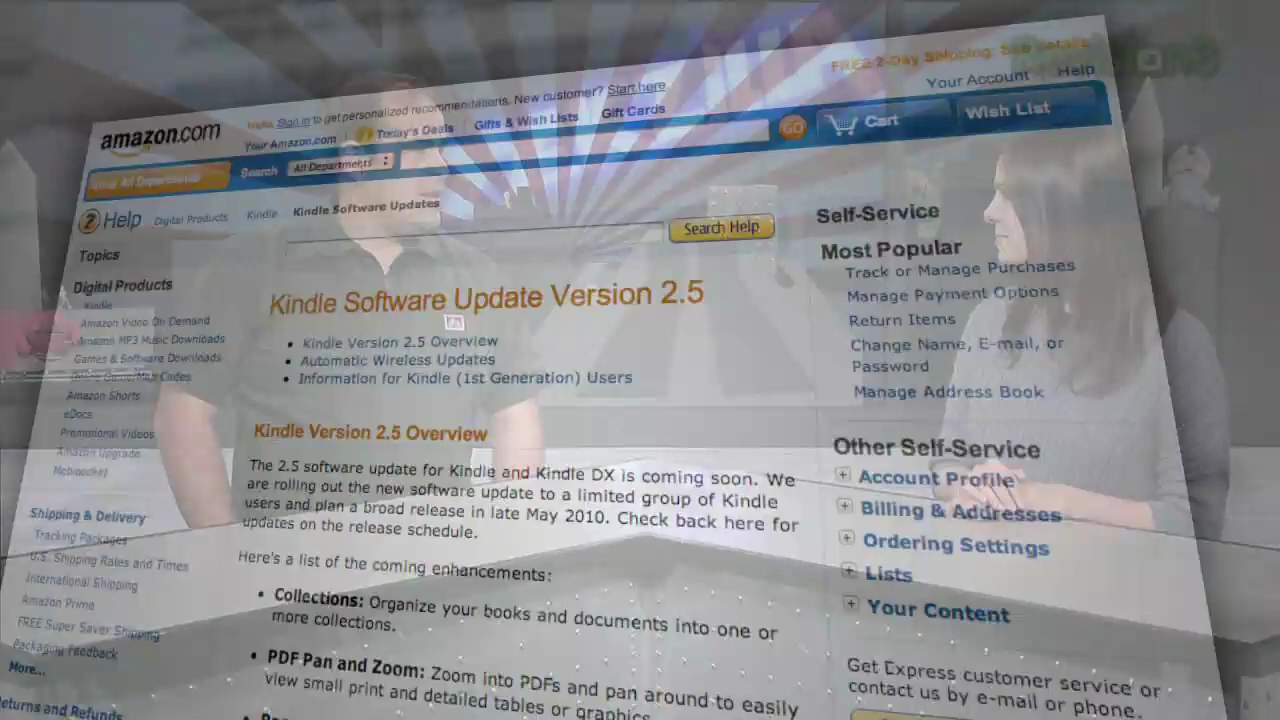 FREE 2-Day Shipping: See details
Your Account Help
amazon.com
Hello. Sign in to get personalized recommendations. New customer? Start here.
Your Amazon.com Today's Deals Gifts & Wish Lists Gift Cards
Shop All Departments Search All Departments GO Cart Wish List
Help Digital Products Kindle Kindle Software Updates
Search Help
Topics
Digital Products
Kindle
Amazon Video On Demand
Amazon MP3 Music Downloads
Games & Software Downloads
Amazon Shorts
eDocs
Promotional Videos
Amazon Upgrade
Mobipocket
Shipping & Delivery
Tracking Packages
U.S. Shipping Rates and Times
International Shipping
Amazon Prime
FREE Super Saver Shipping
Packaging Feedback
More...
Returns and Refunds
Kindle Software Update Version 2.5
• Kindle Version 2.5 Overview
• Automatic Wireless Updates
• Information for Kindle (1st Generation) Users
Kindle Version 2.5 Overview
The 2.5 software update for Kindle and Kindle DX is coming soon. We
are rolling out the new software update to a limited group of Kindle
users and plan a broad release in late May 2010. Check back here for
updates on the release schedule.
Here's a list of the coming enhancements:
• Collections: Organize your books and documents into one or
more collections.
• PDF Pan and Zoom: Zoom into PDFs and pan around to easily
view small print and detailed tables or graphics.
Self-Service
Most Popular
Track or Manage Purchases
Manage Payment Options
Return Items
Change Name, E-mail, or
Password
Manage Address Book
Other Self-Service
Account Profile
Billing & Addresses
Ordering Settings
Lists
Your Content
Get Express customer service or
contact us by e-mail or phone.